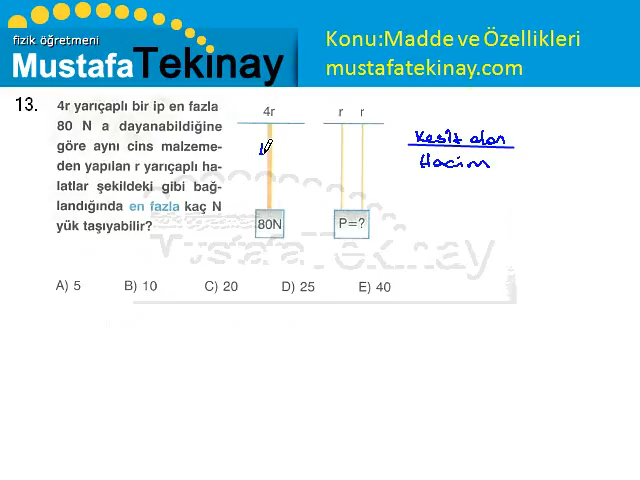 fizik öğretmeni
MustafaTekinay
Konu:Madde ve Özellikleri
mustafatekinay.com
13. 4r yarıçaplı bir ip en fazla
80 N a dayanabildiğine
göre aynı cins malzeme-
den yapılan r yarıçaplı ha-
latlar şekildeki gibi bağ-
landığında en fazla kaç N
yük taşıyabilir?
4r
r r
80N
P=?
Kesit alan
Hacim
MustafaTekinay
A) 5 B) 10 C) 20 D) 25 E) 40